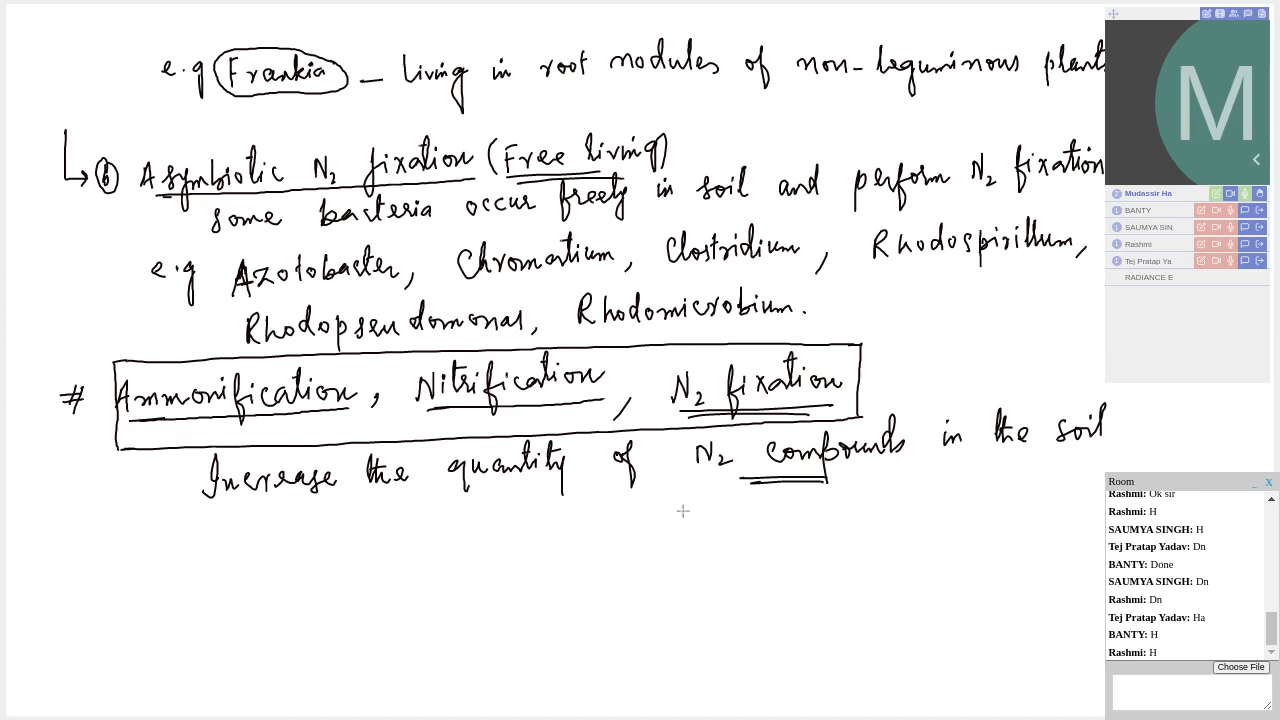 e.g Frankia – living in root nodules of non-leguminous plants
(b) Asymbiotic N2 fixation (Free living)
some bacteria occur freely in soil and perform N2 fixation
e.g Azotobacter, Chromatium, Clostridium, Rhodospirillum,
Rhodopseudomonas, Rhodomicrobium.
# Ammonification, Nitrification, N2 fixation
Increase the quantity of N2 compounds in the soil
M
Mudassir Ha
BANTY
SAUMYA SIN
Rashmi
Tej Pratap Ya
RADIANCE E
Room _ X
Rashmi: Ok sir
Rashmi: H
SAUMYA SINGH: H
Tej Pratap Yadav: Dn
BANTY: Done
SAUMYA SINGH: Dn
Rashmi: Dn
Tej Pratap Yadav: Ha
BANTY: H
Rashmi: H
Choose File